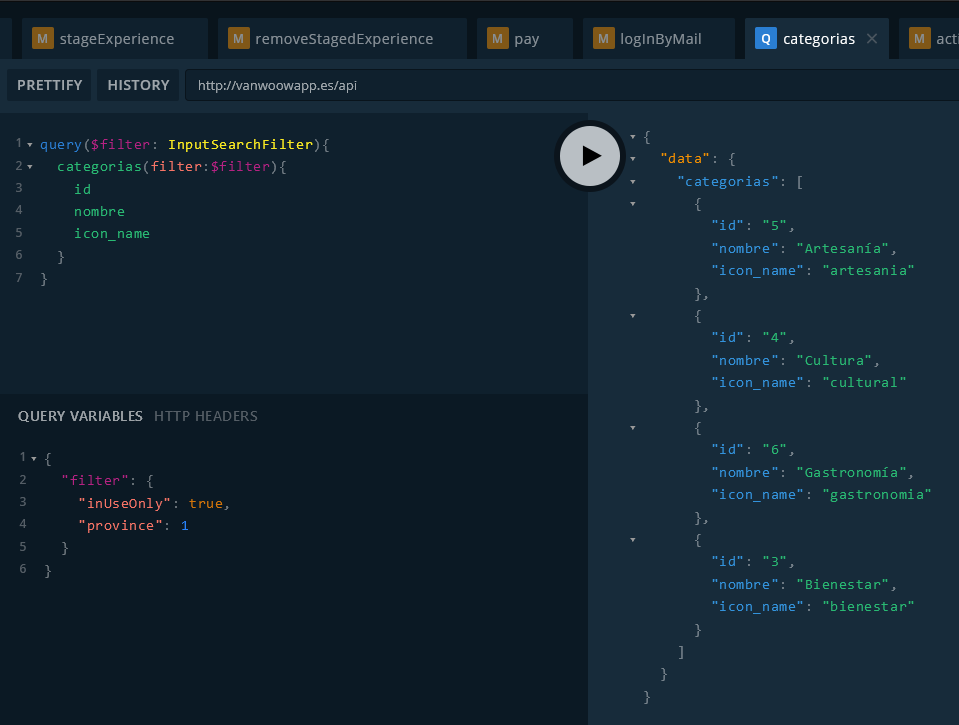 M stageExperience M removeStagedExperience M pay M logInByMail Q categorias × M acti
PRETTIFY HISTORY http://vanwoowapp.es/api
1 query($filter: InputSearchFilter){
2 categorias(filter:$filter){
3 id
4 nombre
5 icon_name
6 }
7 }
QUERY VARIABLES HTTP HEADERS
1 {
2 "filter": {
3 "inUseOnly": true,
4 "province": 1
5 }
6 }
{
"data": {
"categorias": [
{
"id": "5",
"nombre": "Artesanía",
"icon_name": "artesania"
},
{
"id": "4",
"nombre": "Cultura",
"icon_name": "cultural"
},
{
"id": "6",
"nombre": "Gastronomía",
"icon_name": "gastronomia"
},
{
"id": "3",
"nombre": "Bienestar",
"icon_name": "bienestar"
}
]
}
}